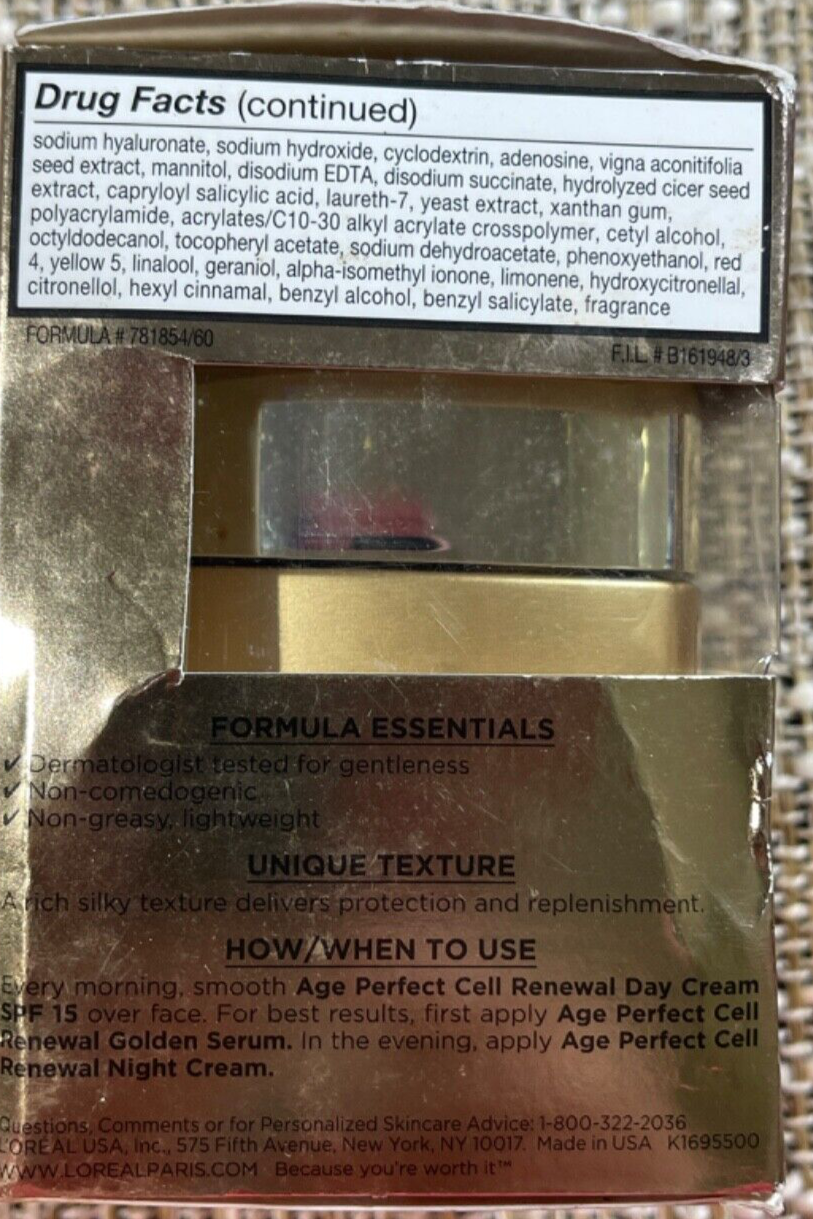 Drug Facts (continued)
sodium hyaluronate, sodium hydroxide, cyclodextrin, adenosine, vigna aconitifolia
seed extract, mannitol, disodium EDTA, disodium succinate, hydrolyzed cicer seed
extract, capryloyl salicylic acid, laureth-7, yeast extract, xanthan gum,
polyacrylamide, acrylates/C10-30 alkyl acrylate crosspolymer, cetyl alcohol,
octyldodecanol, tocopheryl acetate, sodium dehydroacetate, phenoxyethanol, red
4, yellow 5, linalool, geraniol, alpha-isomethyl ionone, limonene, hydroxycitronellal,
citronellol, hexyl cinnamal, benzyl alcohol, benzyl salicylate, fragrance
FORMULA # 781854/60 F.I.L. # B161948/3
FORMULA ESSENTIALS
✓ Dermatologist tested for gentleness
✓ Non-comedogenic
✓ Non-greasy, lightweight
UNIQUE TEXTURE
A rich silky texture delivers protection and replenishment.
HOW/WHEN TO USE
Every morning, smooth Age Perfect Cell Renewal Day Cream
SPF 15 over face. For best results, first apply Age Perfect Cell
Renewal Golden Serum. In the evening, apply Age Perfect Cell
Renewal Night Cream.
Questions, Comments or for Personalized Skincare Advice: 1-800-322-2036
L'ORÉAL USA, Inc., 575 Fifth Avenue, New York, NY 10017. Made in USA K1695500
WWW.LOREALPARIS.COM Because you're worth it™